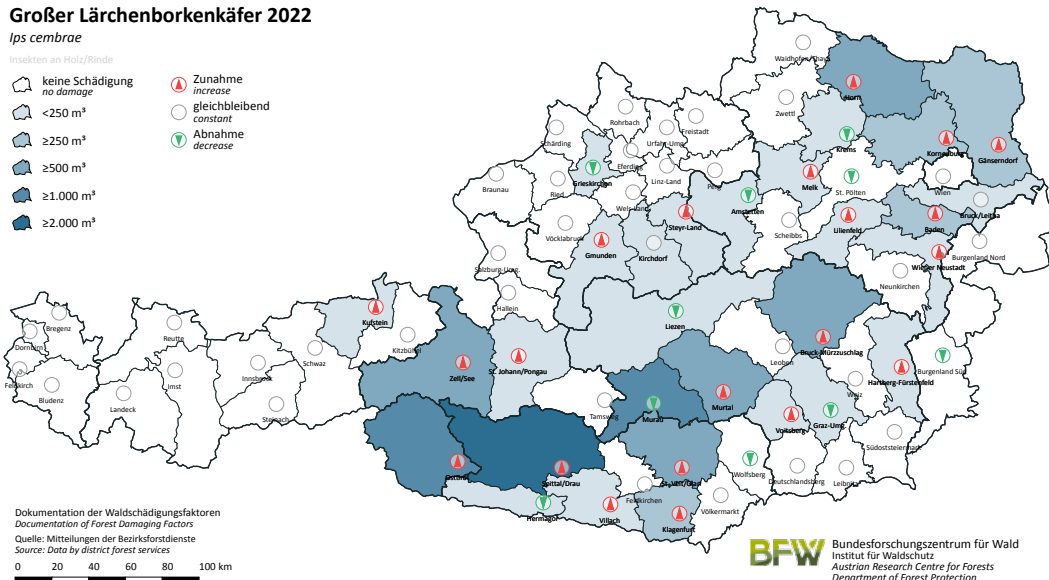 Großer Lärchenborkenkäfer 2022
Ips cembrae
Insekten an Holz/Rinde
keine Schädigung
no damage
<250 m³
≥250 m³
≥500 m³
≥1.000 m³
≥2.000 m³
Zunahme
increase
gleichbleibend
constant
Abnahme
decrease
Waidhofen/Thaya
Horn
Zwettl
Krems
Korneuburg
Gänserndorf
Rohrbach
Freistadt
Schärding
Urfahr-Umg.
Eferding
Grieskirchen
Linz-Land
Perg
Melk
St. Pölten
Wien
Braunau
Ried
Wels-Land
Amstetten
Bruck/Leitha
Vöcklabruck
Steyr-Land
Scheibbs
Lilienfeld
Baden
Gmunden
Kirchdorf
Wiener Neustadt
Burgenland Nord
Salzburg-Umg.
Neunkirchen
Hallein
Liezen
Bregenz
Kufstein
Dornbirn
Reutte
Kitzbühel
Bruck-Mürzzuschlag
Schwaz
Leoben
Zell/See
St. Johann/Pongau
Hartberg-Fürstenfeld
Burgenland Süd
Feldkirch
Imst
Innsbruck
Weiz
Bludenz
Landeck
Steinach
Tamsweg
Murau
Murtal
Voitsberg
Graz-Umg.
Südoststeiermark
Osttirol
Spittal/Drau
St. Veit/Glan
Wolfsberg
Deutschlandsberg
Leibnitz
Feldkirchen
Völkermarkt
Hermagor
Villach
Klagenfurt
Dokumentation der Waldschädigungsfaktoren
Documentation of Forest Damaging Factors
Quelle: Mitteilungen der Bezirksforstdienste
Source: Data by district forest services
0 20 40 60 80 100 km
BFW
Bundesforschungszentrum für Wald
Institut für Waldschutz
Austrian Research Centre for Forests
Department of Forest Protection